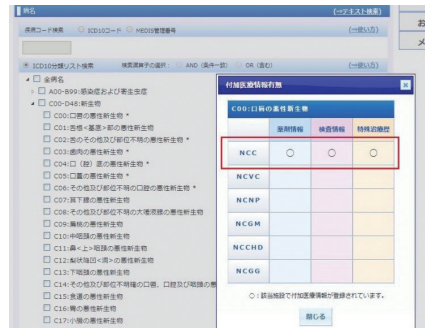 病名
(→テキスト検索)
疾病コード検索 ○ ICD10コード ○ MEDIS管理番号 (→使い方)
ICD10分類リスト検索 検索演算子の選択： ○ AND (条件一致) ○ OR (含む) (→使い方)
全病名
A00-B99:感染症および寄生虫症
C00-D48:新生物
C00:口唇の悪性新生物 *
C01:舌根<基底>部の悪性新生物 *
C02:舌のその他及び部位不明の悪性新生物 *
C03:歯肉の悪性新生物 *
C04:口（腔）底の悪性新生物 *
C05:口蓋の悪性新生物 *
C06:その他及び部位不明の口腔の悪性新生物 *
C07:耳下腺の悪性新生物
C08:その他及び部位不明の大唾液腺の悪性新生物
C09:扁桃の悪性新生物
C10:中咽頭の悪性新生物
C11:鼻<上>咽頭の悪性新生物
C12:梨状陥凹<洞>の悪性新生物
C13:下咽頭の悪性新生物
C14:その他及び部位不明確の口唇、口腔及び咽頭の悪
C15:食道の悪性新生物
C16:胃の悪性新生物
C17:小腸の悪性新生物
付加医療情報有無
C00:口唇の悪性新生物
薬剤情報 検査情報 特殊治療歴
NCC ○ ○ ○
NCVC
NCNP
NCGM
NCCHD
NCGG
○：該当施設で付加医療情報が登録されています。
閉じる
お
メ